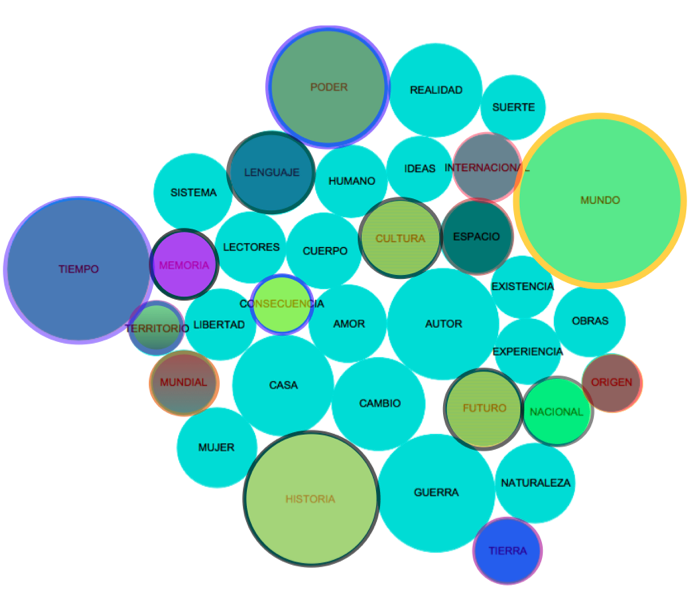 PODER
REALIDAD
SUERTE
LENGUAJE
HUMANO
IDEAS
INTERNACIONAL
SISTEMA
MUNDO
TIEMPO
MEMORIA
LECTORES
CUERPO
CULTURA
ESPACIO
EXISTENCIA
CONSECUENCIA
TERRITORIO
LIBERTAD
AMOR
AUTOR
OBRAS
EXPERIENCIA
MUNDIAL
CASA
CAMBIO
FUTURO
NACIONAL
ORIGEN
MUJER
HISTORIA
GUERRA
NATURALEZA
TIERRA